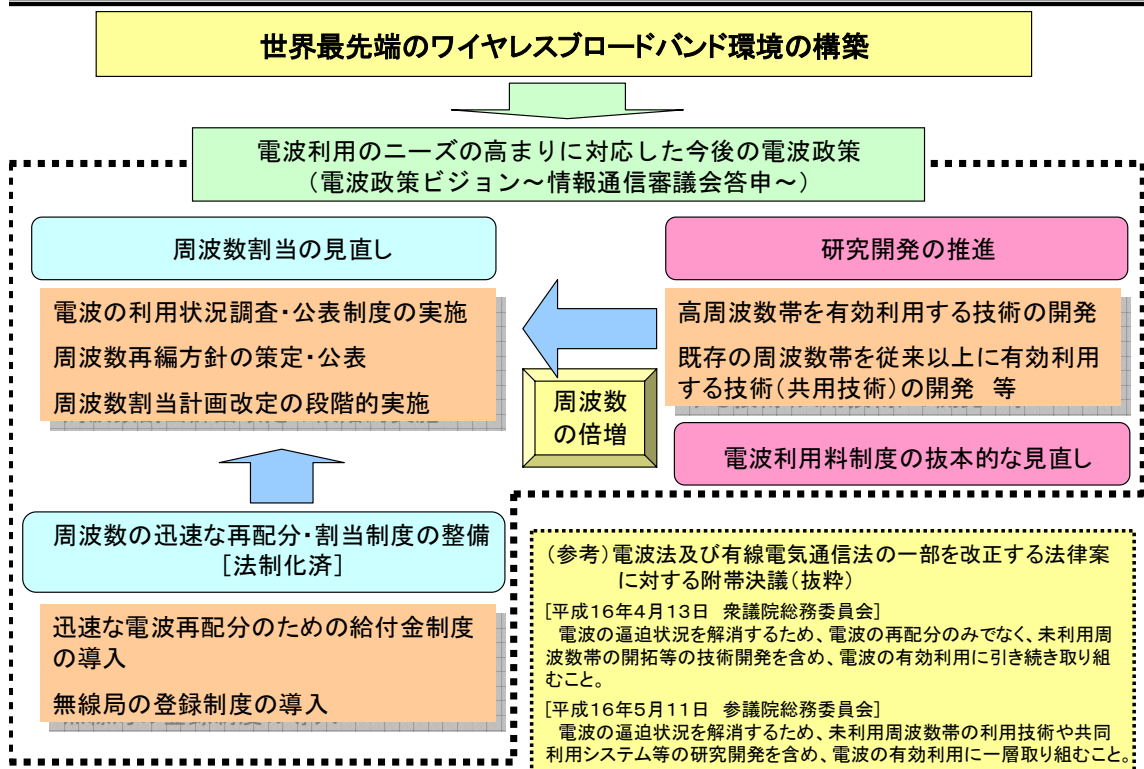 世界最先端のワイヤレスブロードバンド環境の構築
電波利用のニーズの高まりに対応した今後の電波政策
（電波政策ビジョン～情報通信審議会答申～）
周波数割当の見直し
電波の利用状況調査・公表制度の実施
周波数再編方針の策定・公表
周波数割当計画改定の段階的実施
研究開発の推進
高周波数帯を有効利用する技術の開発
既存の周波数帯を従来以上に有効利用
する技術（共用技術）の開発　等
周波数
の倍増
電波利用料制度の抜本的な見直し
周波数の迅速な再配分・割当制度の整備
［法制化済］
迅速な電波再配分のための給付金制度
の導入
無線局の登録制度の導入
（参考）電波法及び有線電気通信法の一部を改正する法律案
に対する附帯決議（抜粋）
［平成16年4月13日　衆議院総務委員会］
電波の逼迫状況を解消するため、電波の再配分のみでなく、未利用周
波数帯の開拓等の技術開発を含め、電波の有効利用に引き続き取り組
むこと。
［平成16年5月11日　参議院総務委員会］
電波の逼迫状況を解消するため、未利用周波数帯の利用技術や共同
利用システム等の研究開発を含め、電波の有効利用に一層取り組むこと。